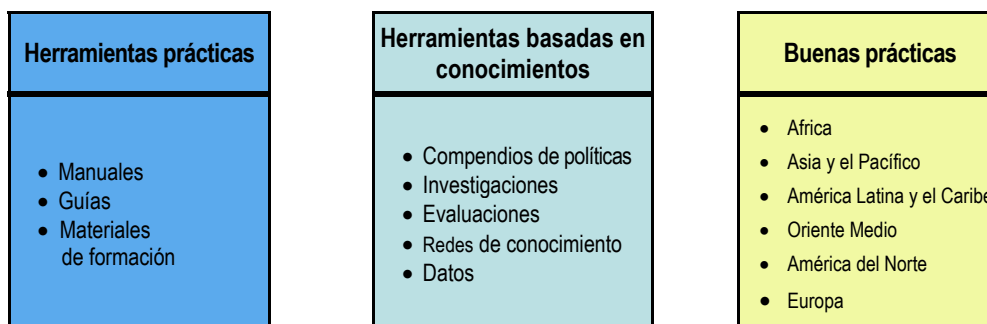 Herramientas prácticas
• Manuales
• Guías
• Materiales
de formación
Herramientas basadas en
conocimientos
• Compendios de políticas
• Investigaciones
• Evaluaciones
• Redes de conocimiento
• Datos
Buenas prácticas
• Africa
• Asia y el Pacífico
• América Latina y el Caribe
• Oriente Medio
• América del Norte
• Europa